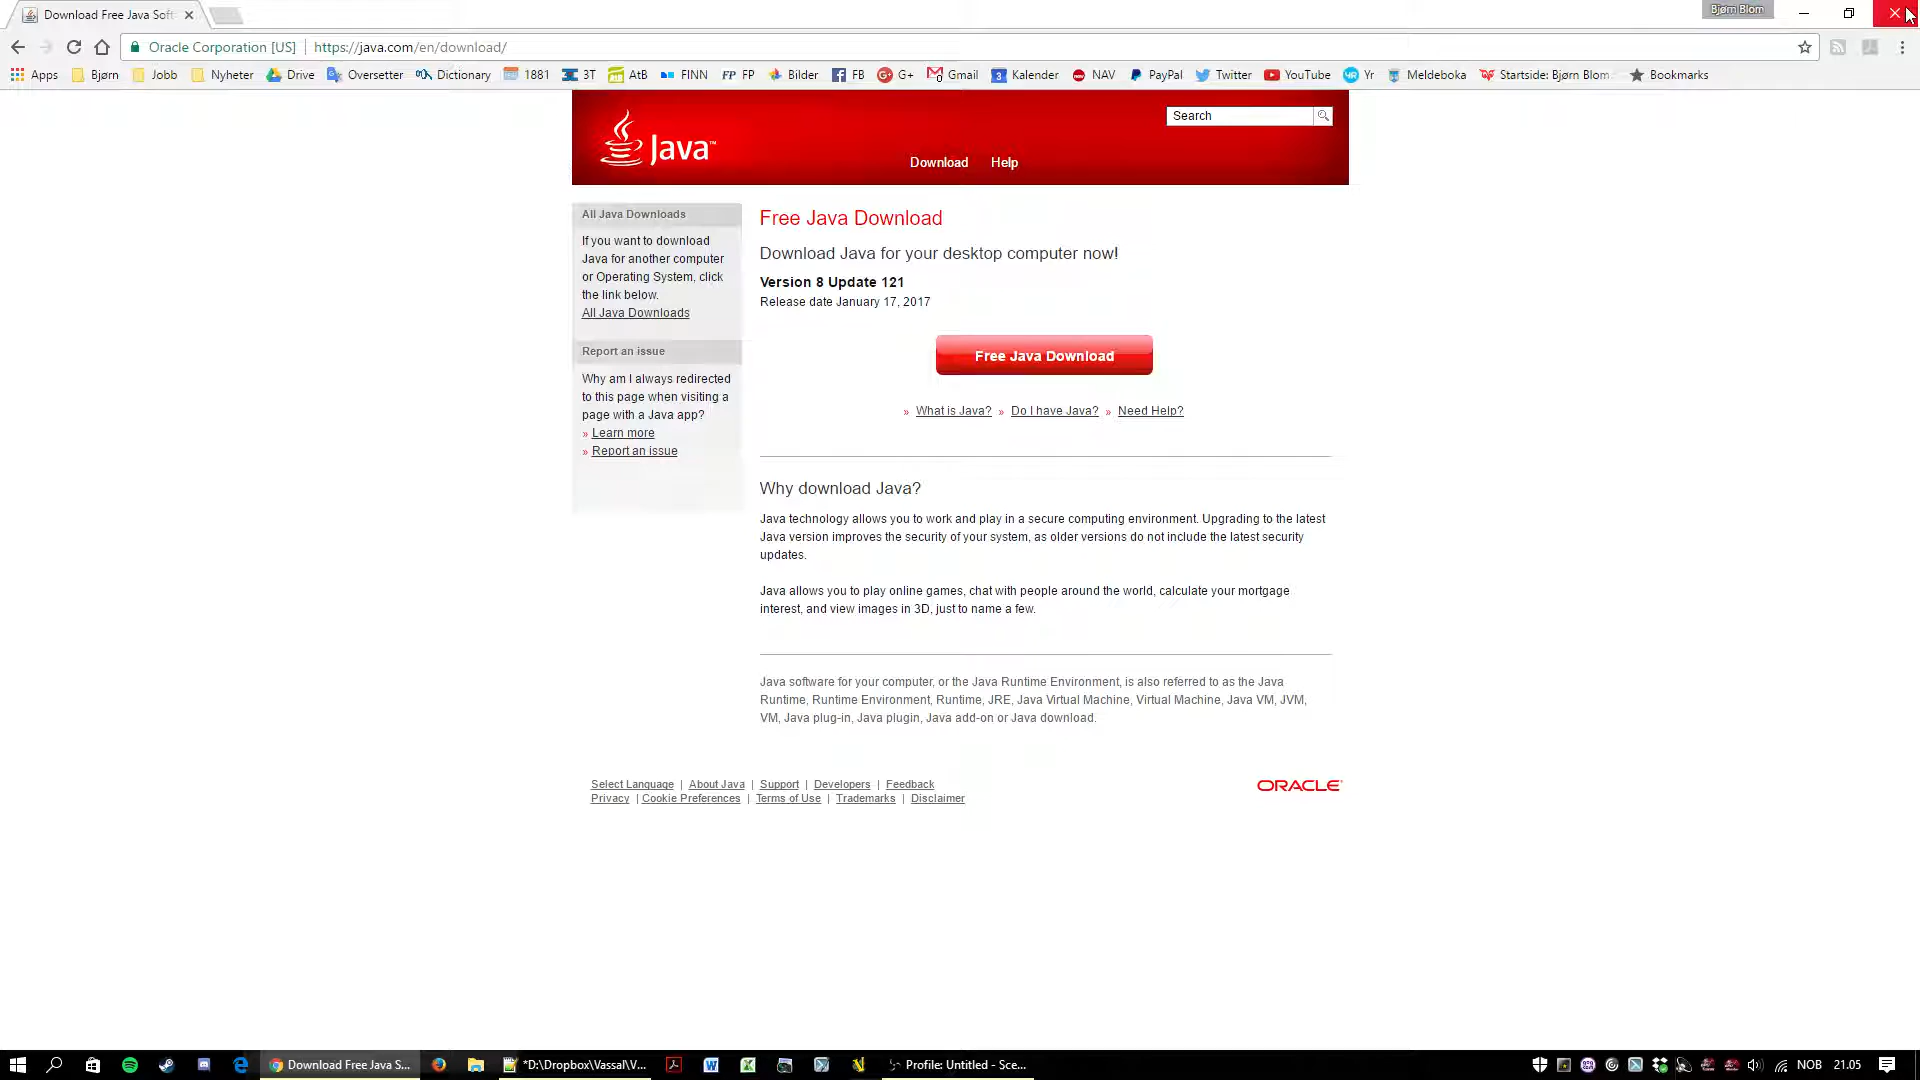 Download Free Java Soft
Bjørn Blom
Oracle Corporation [US]
https://java.com/en/download/
Apps
Bjørn
Jobb
Nyheter
Drive
Oversetter
Dictionary
1881
3T
AtB
FINN
FP FP
Bilder
FB
G+
Gmail
Kalender
NAV
PayPal
Twitter
YouTube
Yr
Meldeboka
Startside: Bjørn Blom
Bookmarks
Java™
Search
Download
Help
All Java Downloads
If you want to download
Java for another computer
or Operating System, click
the link below.
All Java Downloads
Report an issue
Why am I always redirected
to this page when visiting a
page with a Java app?
» Learn more
» Report an issue
Free Java Download
Download Java for your desktop computer now!
Version 8 Update 121
Release date January 17, 2017
Free Java Download
» What is Java? » Do I have Java? » Need Help?
Why download Java?
Java technology allows you to work and play in a secure computing environment. Upgrading to the latest
Java version improves the security of your system, as older versions do not include the latest security
updates.
Java allows you to play online games, chat with people around the world, calculate your mortgage
interest, and view images in 3D, just to name a few.
Java software for your computer, or the Java Runtime Environment, is also referred to as the Java
Runtime, Runtime Environment, Runtime, JRE, Java Virtual Machine, Virtual Machine, Java VM, JVM,
VM, Java plug-in, Java plugin, Java add-on or Java download.
Select Language | About Java | Support | Developers | Feedback
Privacy | Cookie Preferences | Terms of Use | Trademarks | Disclaimer
ORACLE
Download Free Java S...
*D:\Dropbox\Vassal\V...
Profile: Untitled - Sce...
NOB
21.05